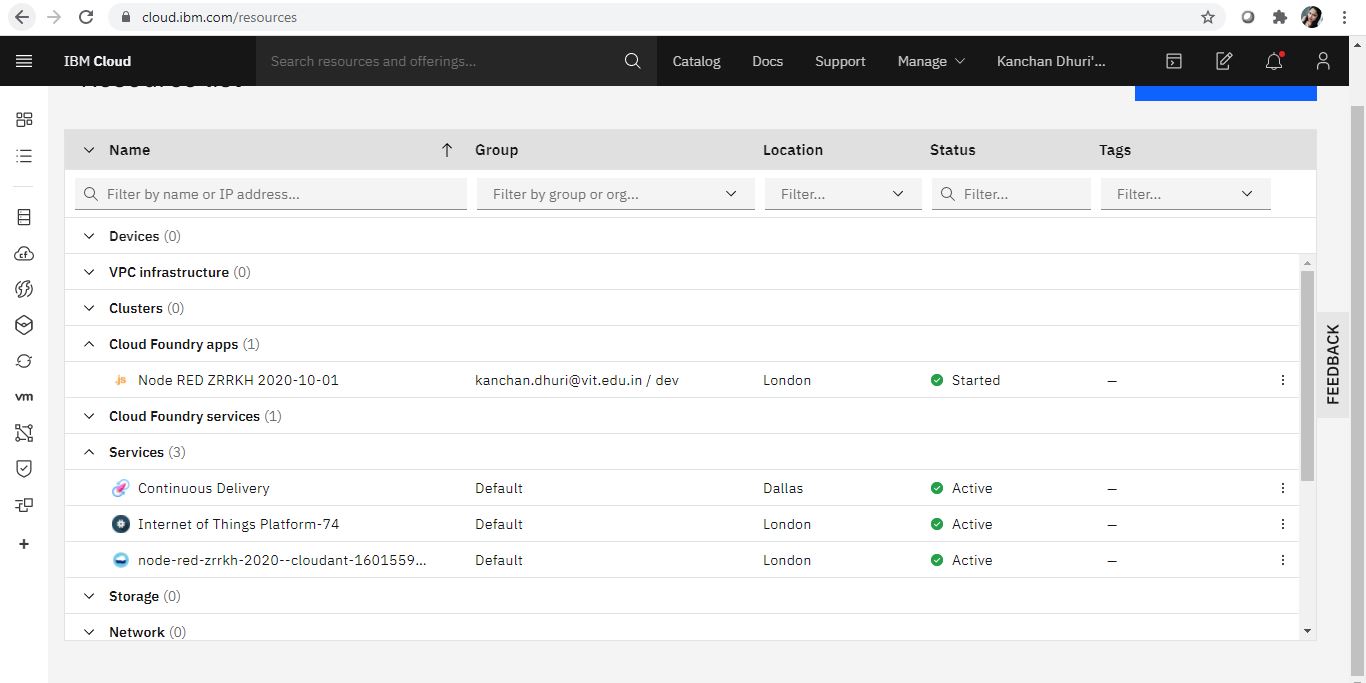 cloud.ibm.com/resources
IBM Cloud
Search resources and offerings...
Catalog
Docs
Support
Manage
Kanchan Dhuri'...
Resource list
Name
Group
Location
Status
Tags
Filter by name or IP address...
Filter by group or org...
Filter...
Filter...
Filter...
Devices (0)
VPC infrastructure (0)
Clusters (0)
Cloud Foundry apps (1)
js Node RED ZRRKH 2020-10-01 kanchan.dhuri@vit.edu.in / dev London Started –
Cloud Foundry services (1)
Services (3)
Continuous Delivery Default Dallas Active –
Internet of Things Platform-74 Default London Active –
node-red-zrrkh-2020--cloudant-1601559... Default London Active –
Storage (0)
Network (0)
cf
vm
FEEDBACK